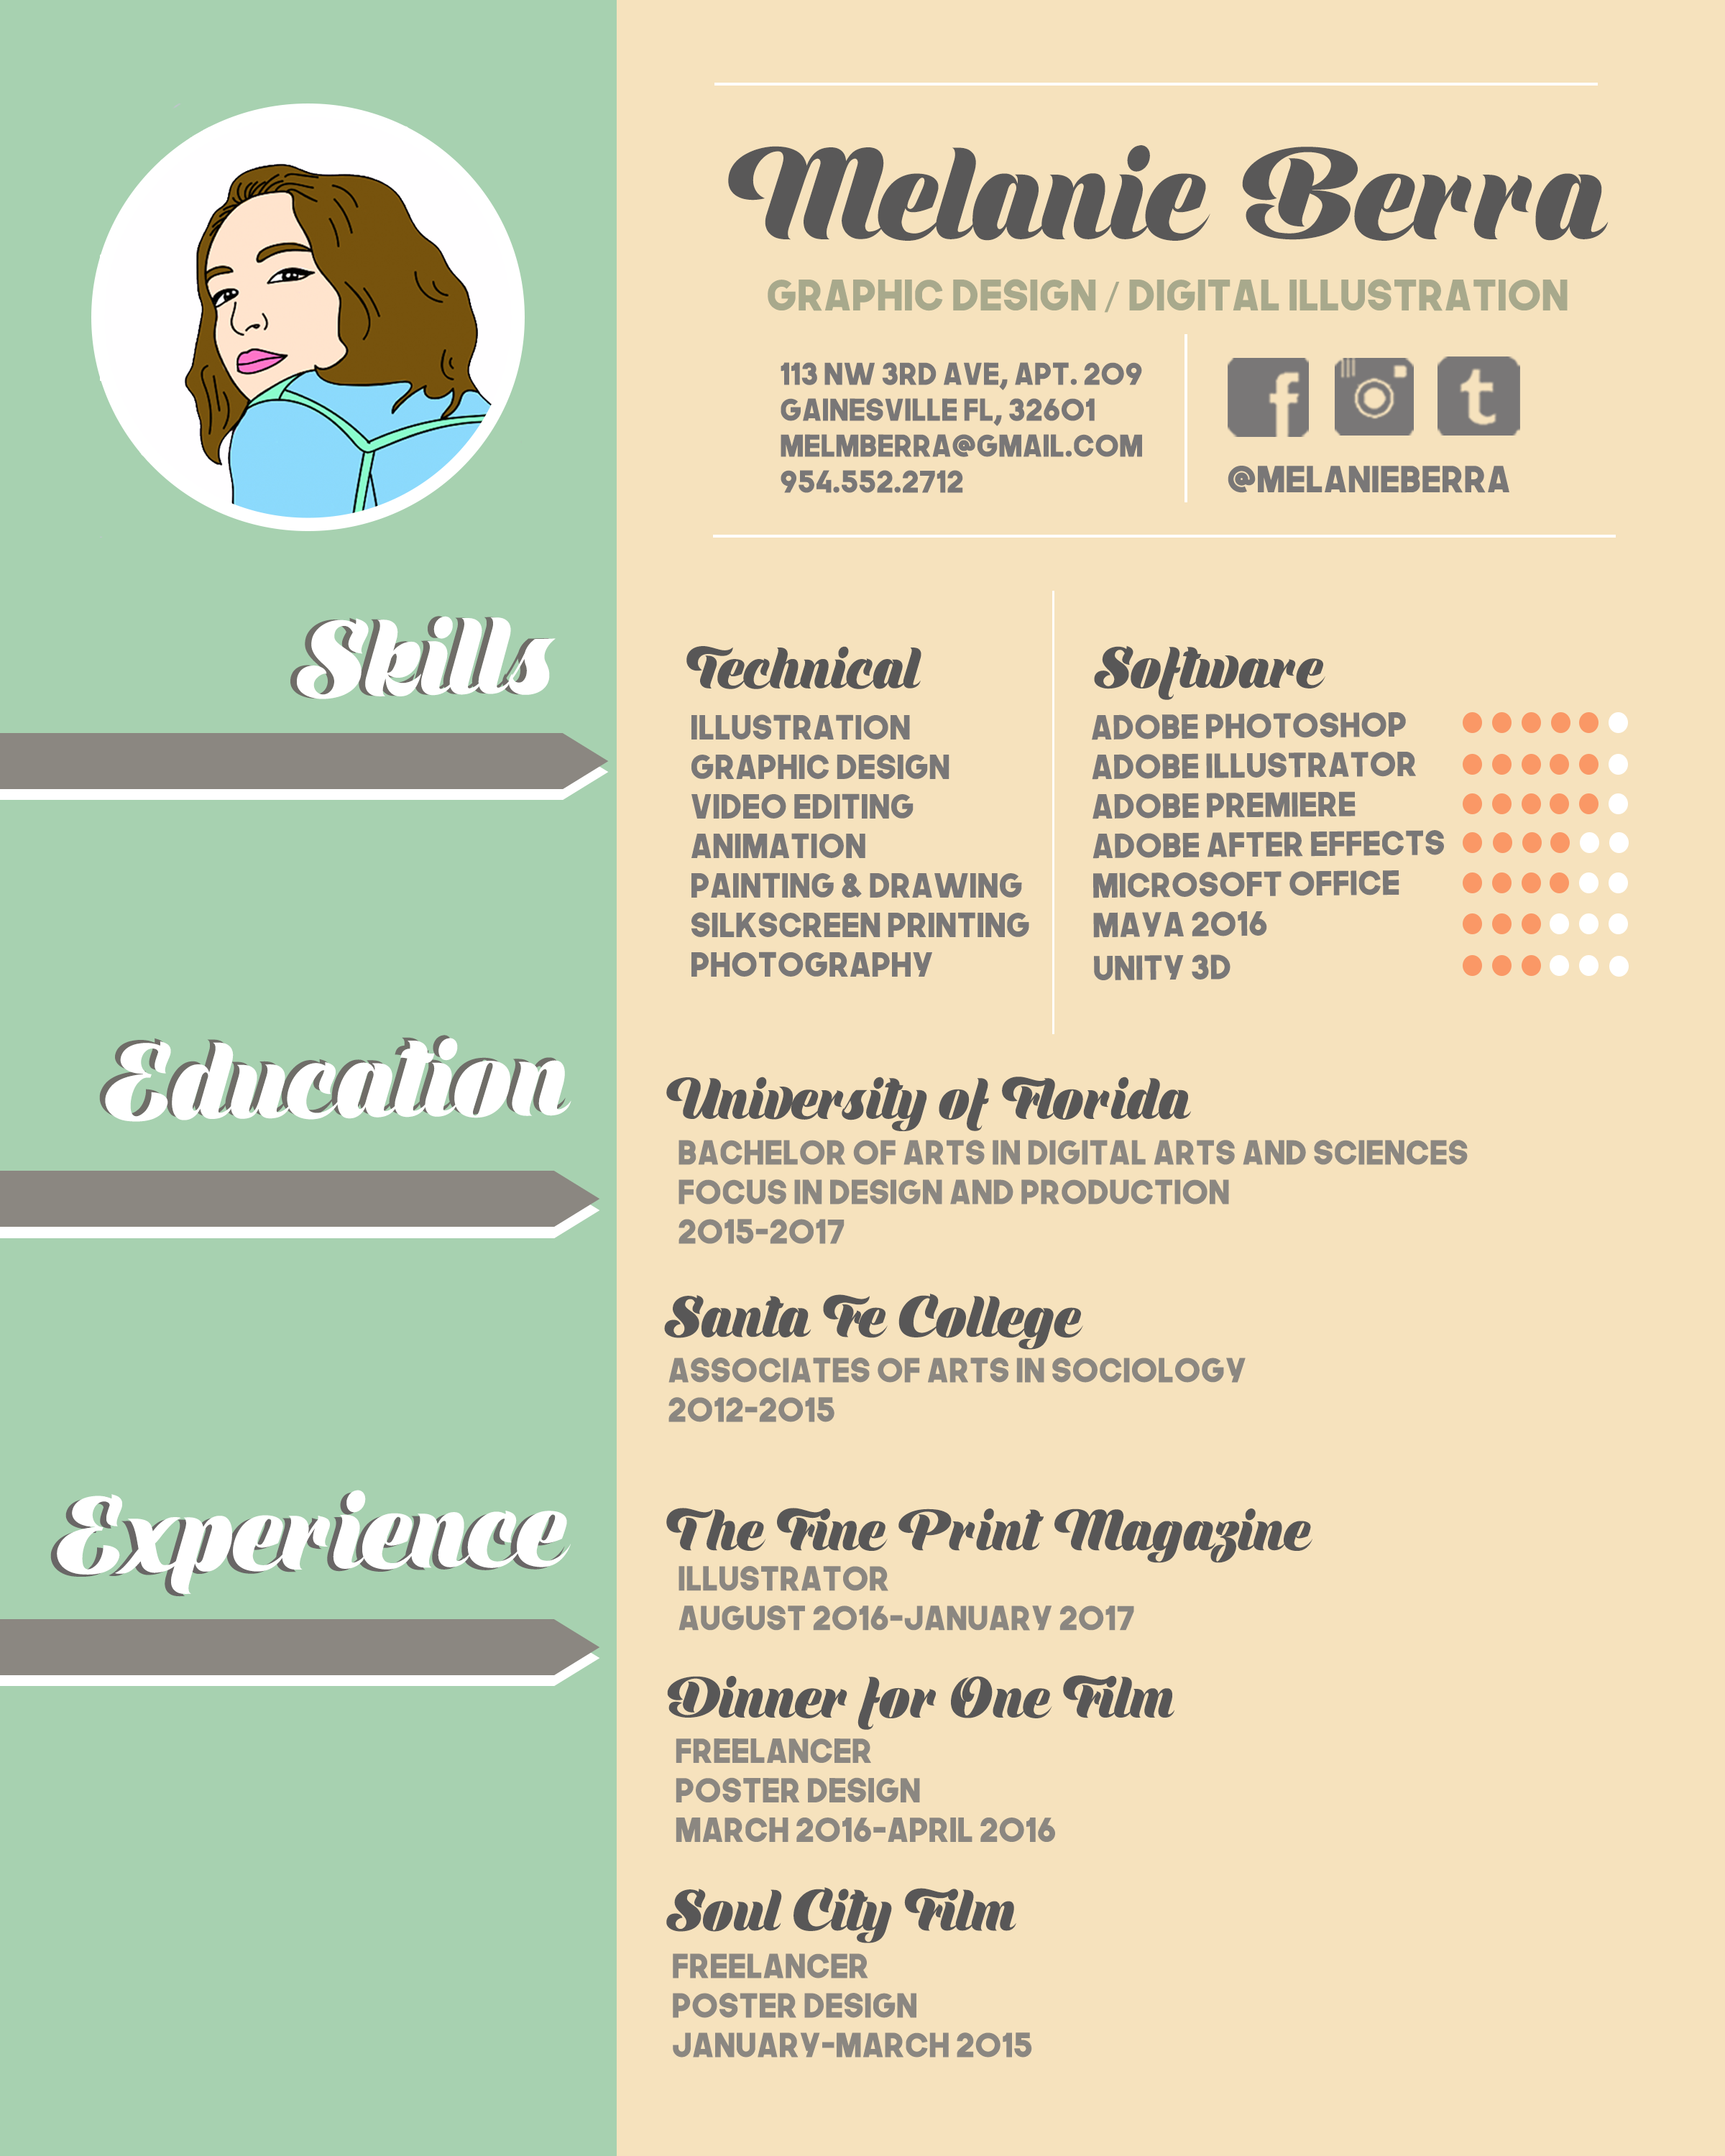 Melanie Berra
GRAPHIC DESIGN / DIGITAL ILLUSTRATION
113 NW 3RD AVE, APT. 209
GAINESVILLE FL, 32601
MELMBERRA@GMAIL.COM
954.552.2712
f
t
@MELANIEBERRA
Skills
Technical
ILLUSTRATION
GRAPHIC DESIGN
VIDEO EDITING
ANIMATION
PAINTING & DRAWING
SILKSCREEN PRINTING
PHOTOGRAPHY
Software
ADOBE PHOTOSHOP
ADOBE ILLUSTRATOR
ADOBE PREMIERE
ADOBE AFTER EFFECTS
MICROSOFT OFFICE
MAYA 2016
UNITY 3D
Education
University of Florida
BACHELOR OF ARTS IN DIGITAL ARTS AND SCIENCES
FOCUS IN DESIGN AND PRODUCTION
2015-2017
Santa Fe College
ASSOCIATES OF ARTS IN SOCIOLOGY
2012-2015
Experience
The Fine Print Magazine
ILLUSTRATOR
AUGUST 2016-JANUARY 2017
Dinner for One Film
FREELANCER
POSTER DESIGN
MARCH 2016-APRIL 2016
Soul City Film
FREELANCER
POSTER DESIGN
JANUARY-MARCH 2015